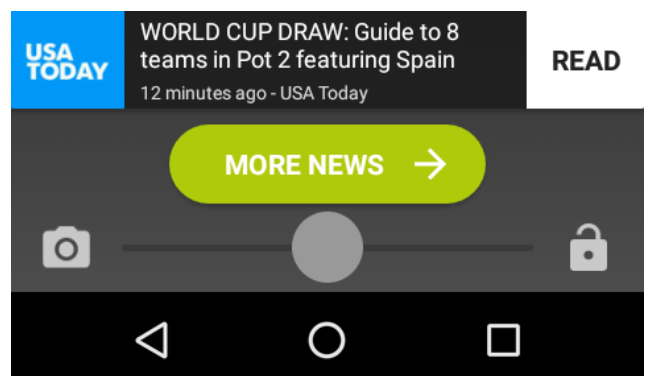 USA
TODAY
WORLD CUP DRAW: Guide to 8
teams in Pot 2 featuring Spain
12 minutes ago - USA Today
READ
MORE NEWS